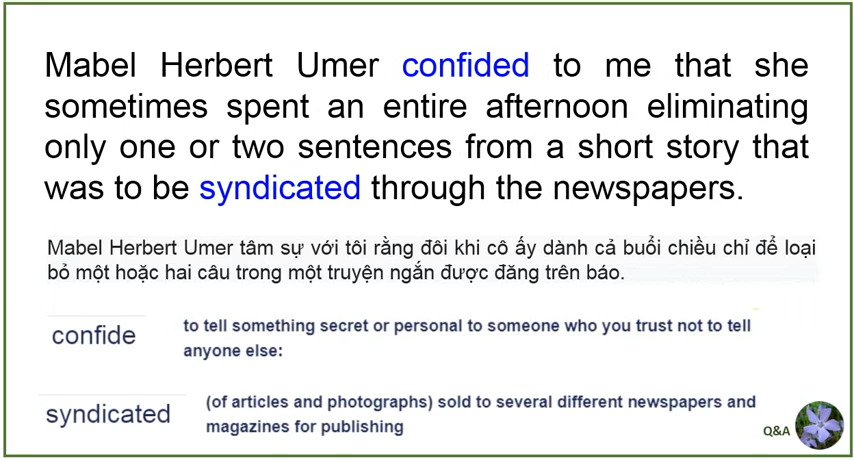 Mabel Herbert Umer confided to me that she
sometimes spent an entire afternoon eliminating
only one or two sentences from a short story that
was to be syndicated through the newspapers.
Mabel Herbert Umer tâm sự với tôi rằng đôi khi cô ấy dành cả buổi chiều chỉ để loại
bỏ một hoặc hai câu trong một truyện ngắn được đăng trên báo.
confide
to tell something secret or personal to someone who you trust not to tell
anyone else:
syndicated
(of articles and photographs) sold to several different newspapers and
magazines for publishing
Q&A